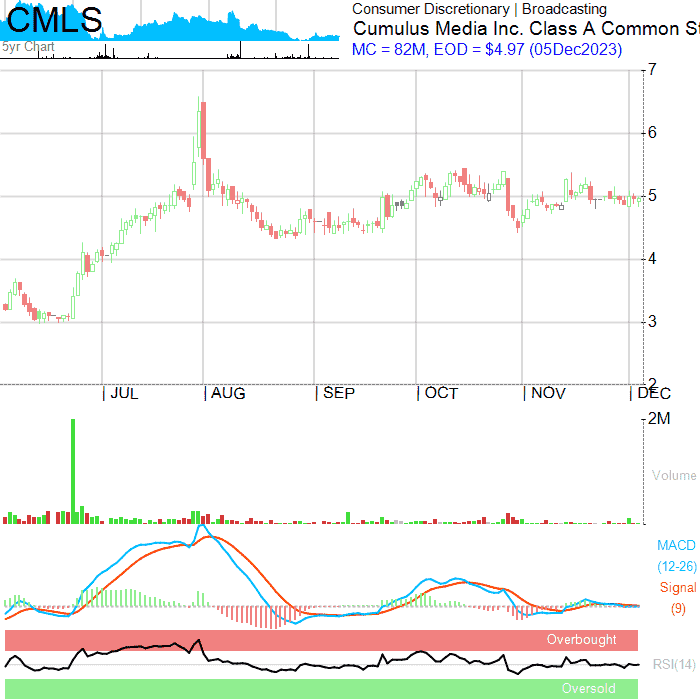 CMLS
5yr Chart
Consumer Discretionary | Broadcasting
Cumulus Media Inc. Class A Common St
MC = 82M, EOD = $4.97 (05Dec2023)
7
6
5
4
3
2
JUL
AUG
SEP
OCT
NOV
DEC
2M
Volume
MACD
(12-26)
Signal
(9)
Overbought
RSI(14)
Oversold